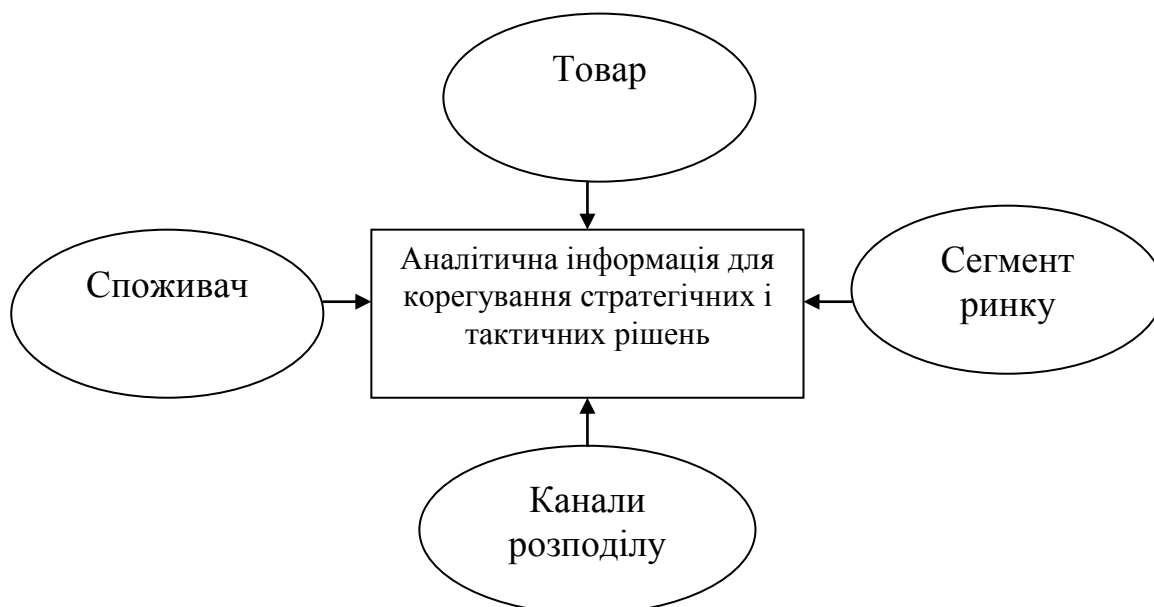 Товар
Споживач
Аналітична інформація для
корегування стратегічних і
тактичних рішень
Сегмент
ринку
Канали
розподілу